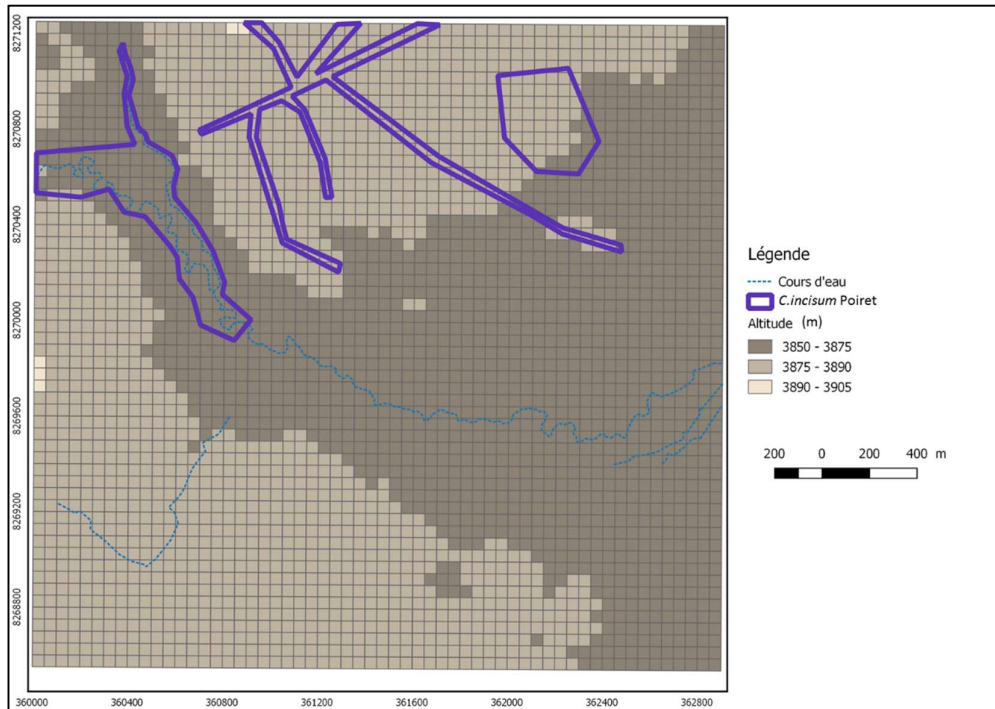 8271200
8270800
8270400
8270000
8269600
8269200
8268800
360000 360400 360800 361200 361600 362000 362400 362800
Légende
Cours d'eau
C.incisum Poiret
Altitude (m)
3850 - 3875
3875 - 3890
3890 - 3905
200 0 200 400 m